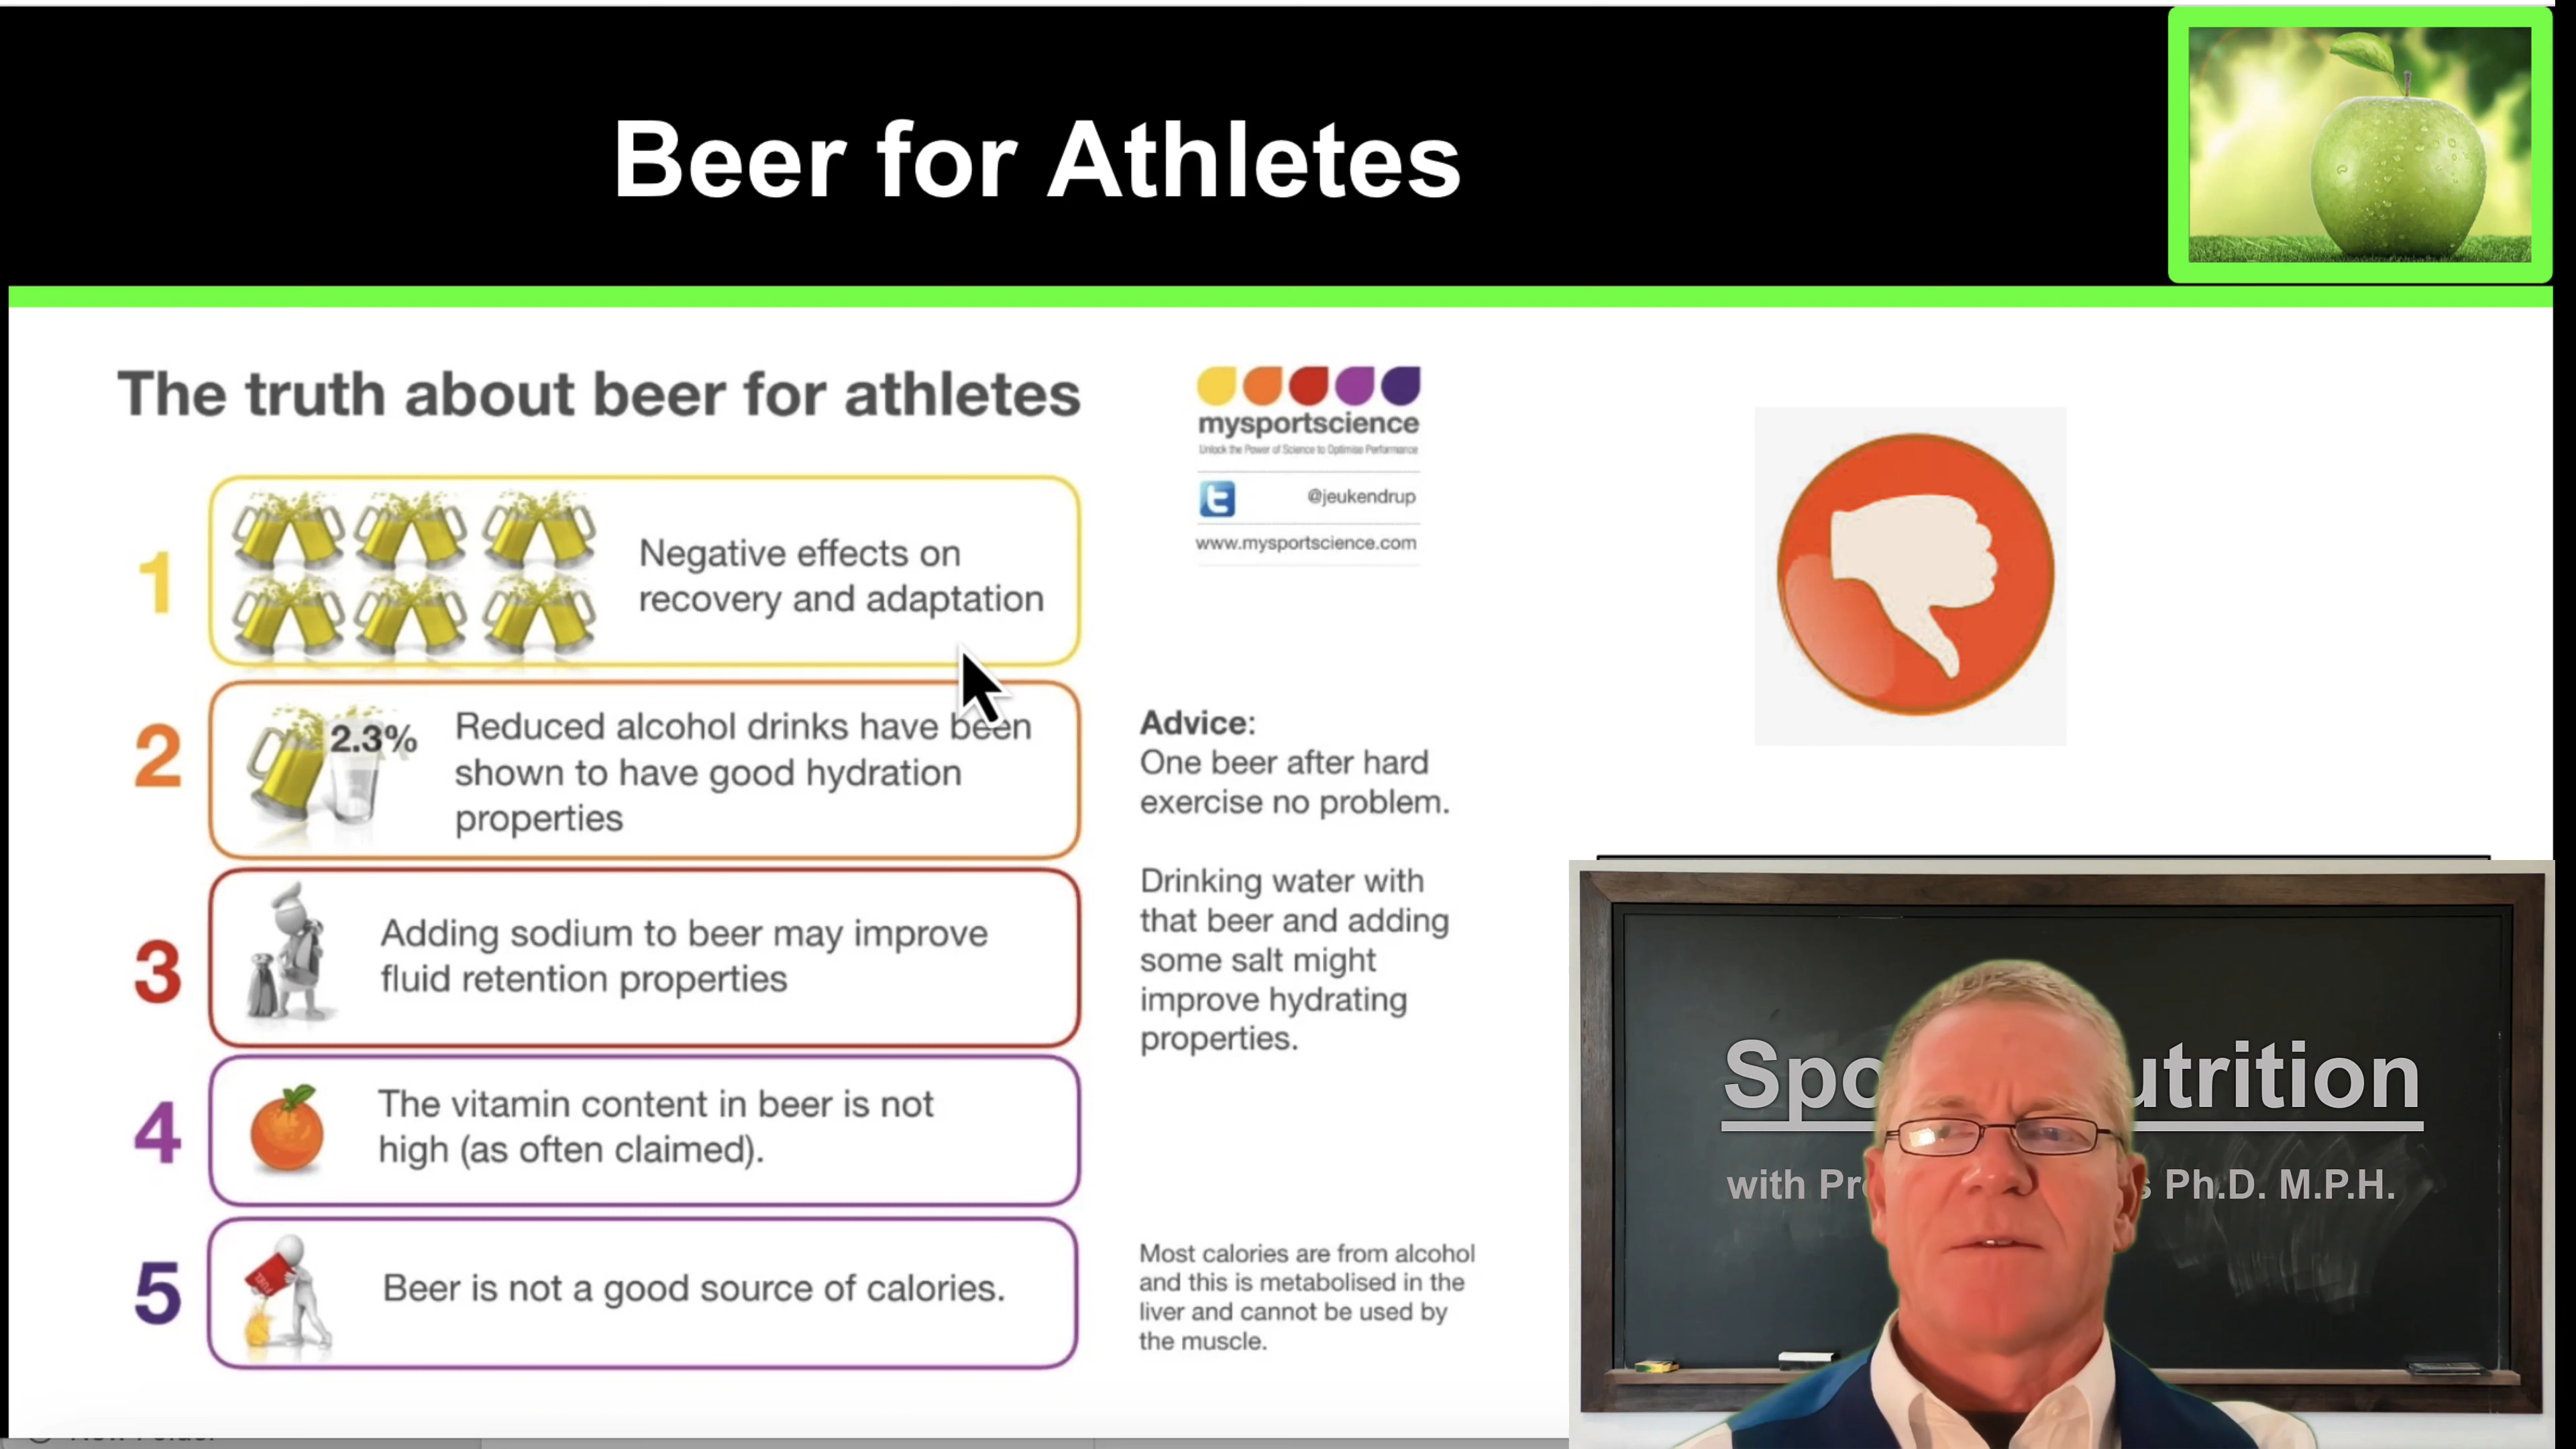 Beer for Athletes
The truth about beer for athletes
mysportscience
Unlock the Power of Science to Optimise Performance
@jeukendrup
www.mysportscience.com
1
Negative effects on
recovery and adaptation
2
2.3%
Reduced alcohol drinks have been
shown to have good hydration
properties
3
Adding sodium to beer may improve
fluid retention properties
4
The vitamin content in beer is not
high (as often claimed).
5
Beer is not a good source of calories.
Advice:
One beer after hard
exercise no problem.
Drinking water with
that beer and adding
some salt might
improve hydrating
properties.
Most calories are from alcohol
and this is metabolised in the
liver and cannot be used by
the muscle.
Spo utrition
with Pr s Ph.D. M.P.H.